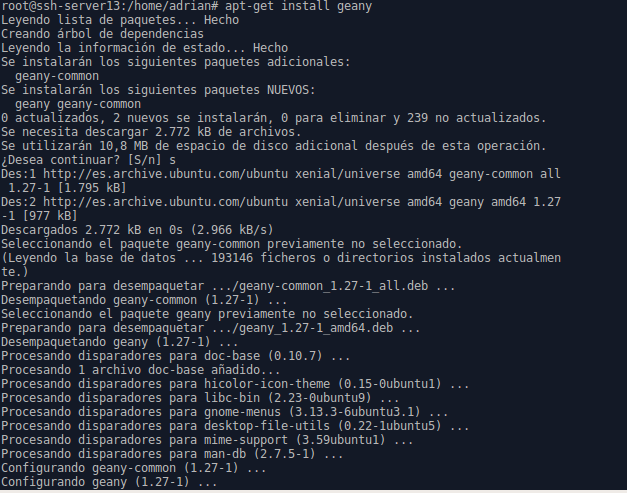 root@ssh-server13:/home/adrian# apt-get install geany
Leyendo lista de paquetes... Hecho
Creando árbol de dependencias
Leyendo la información de estado... Hecho
Se instalarán los siguientes paquetes adicionales:
  geany-common
Se instalarán los siguientes paquetes NUEVOS:
  geany geany-common
0 actualizados, 2 nuevos se instalarán, 0 para eliminar y 239 no actualizados.
Se necesita descargar 2.772 kB de archivos.
Se utilizarán 10,8 MB de espacio de disco adicional después de esta operación.
¿Desea continuar? [S/n] s
Des:1 http://es.archive.ubuntu.com/ubuntu xenial/universe amd64 geany-common all
 1.27-1 [1.795 kB]
Des:2 http://es.archive.ubuntu.com/ubuntu xenial/universe amd64 geany amd64 1.27
-1 [977 kB]
Descargados 2.772 kB en 0s (2.966 kB/s)
Seleccionando el paquete geany-common previamente no seleccionado.
(Leyendo la base de datos ... 193146 ficheros o directorios instalados actualmen
te.)
Preparando para desempaquetar .../geany-common_1.27-1_all.deb ...
Desempaquetando geany-common (1.27-1) ...
Seleccionando el paquete geany previamente no seleccionado.
Preparando para desempaquetar .../geany_1.27-1_amd64.deb ...
Desempaquetando geany (1.27-1) ...
Procesando disparadores para doc-base (0.10.7) ...
Procesando 1 archivo doc-base añadido...
Procesando disparadores para hicolor-icon-theme (0.15-0ubuntu1) ...
Procesando disparadores para libc-bin (2.23-0ubuntu9) ...
Procesando disparadores para gnome-menus (3.13.3-6ubuntu3.1) ...
Procesando disparadores para desktop-file-utils (0.22-1ubuntu5) ...
Procesando disparadores para mime-support (3.59ubuntu1) ...
Procesando disparadores para man-db (2.7.5-1) ...
Configurando geany-common (1.27-1) ...
Configurando geany (1.27-1) ...